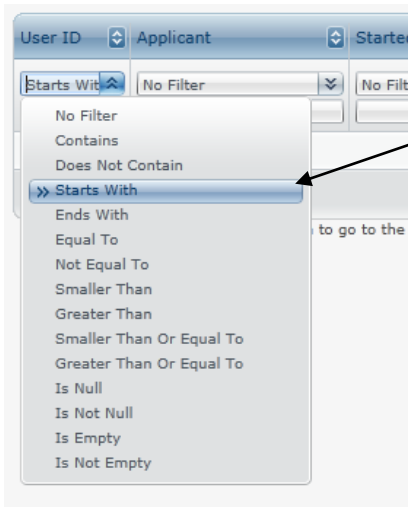 User ID Applicant Started
Starts Wit No Filter No Filt
No Filter
Contains
Does Not Contain
» Starts With
Ends With
Equal To to go to the
Not Equal To
Smaller Than
Greater Than
Smaller Than Or Equal To
Greater Than Or Equal To
Is Null
Is Not Null
Is Empty
Is Not Empty